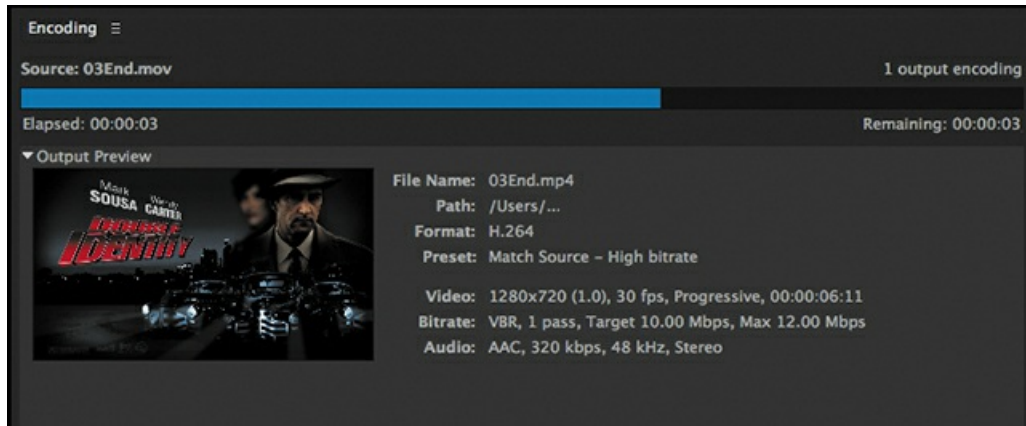 Encoding
Source: 03End.mov
1 output encoding
Elapsed: 00:00:03
Remaining: 00:00:03
Output Preview
Mark Wendy
SOUSA CARTER
DOUBLE
IDENTITY
File Name: 03End.mp4
Path: /Users/...
Format: H.264
Preset: Match Source – High bitrate
Video: 1280x720 (1.0), 30 fps, Progressive, 00:00:06:11
Bitrate: VBR, 1 pass, Target 10.00 Mbps, Max 12.00 Mbps
Audio: AAC, 320 kbps, 48 kHz, Stereo